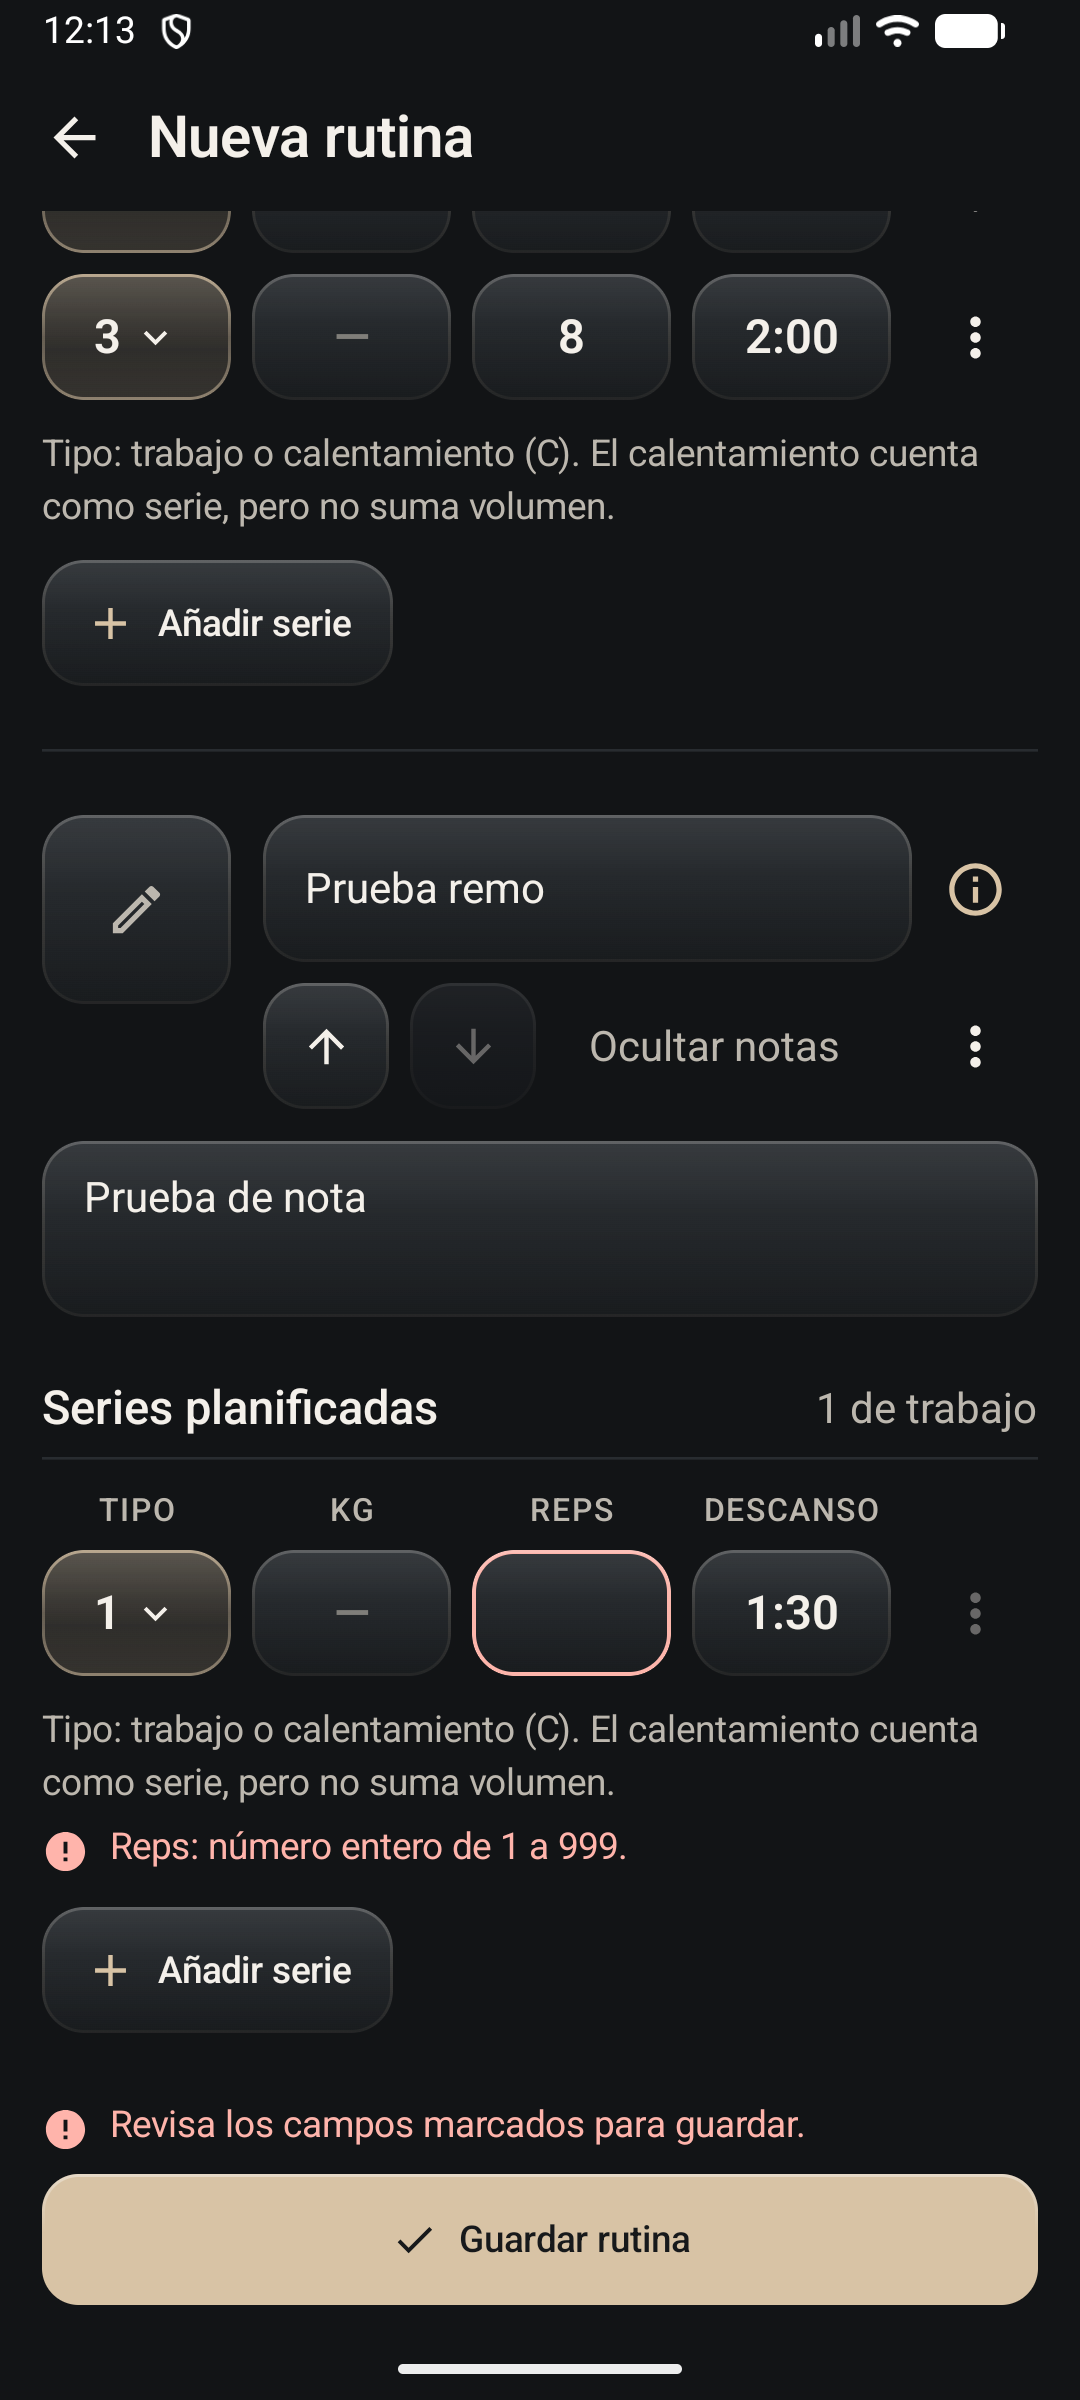 12:13
Nueva rutina
3 — 8 2:00
Tipo: trabajo o calentamiento (C). El calentamiento cuenta
como serie, pero no suma volumen.
+ Añadir serie
Prueba remo
Ocultar notas
Prueba de nota
Series planificadas 1 de trabajo
TIPO KG REPS DESCANSO
1 — 1:30
Tipo: trabajo o calentamiento (C). El calentamiento cuenta
como serie, pero no suma volumen.
Reps: número entero de 1 a 999.
+ Añadir serie
Revisa los campos marcados para guardar.
Guardar rutina